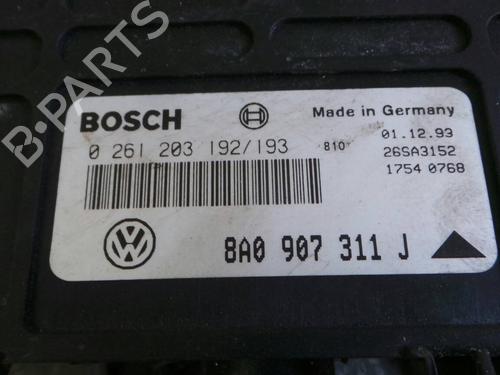 B-PARTS
BOSCH
Made in Germany
0 261 203 192/193
810
01.12.93
26SA3152
1754 0768
8A0 907 311 J